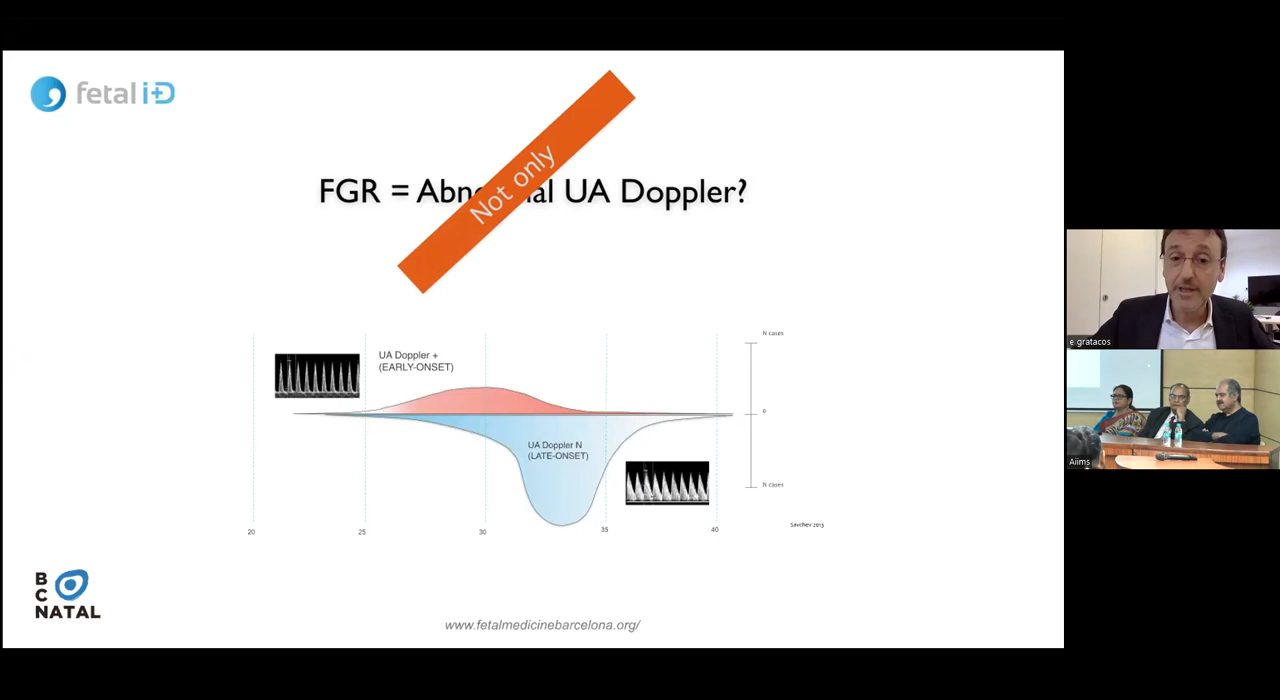 fetal i+D
Not only
FGR = Abnormal UA Doppler?
UA Doppler +
(EARLY-ONSET)
N cases
0
UA Doppler N
(LATE-ONSET)
N cases
20
25
30
35
40
Savchev 2013
B
C
NATAL
www.fetalmedicinebarcelona.org/
e.gratacos
Aiims